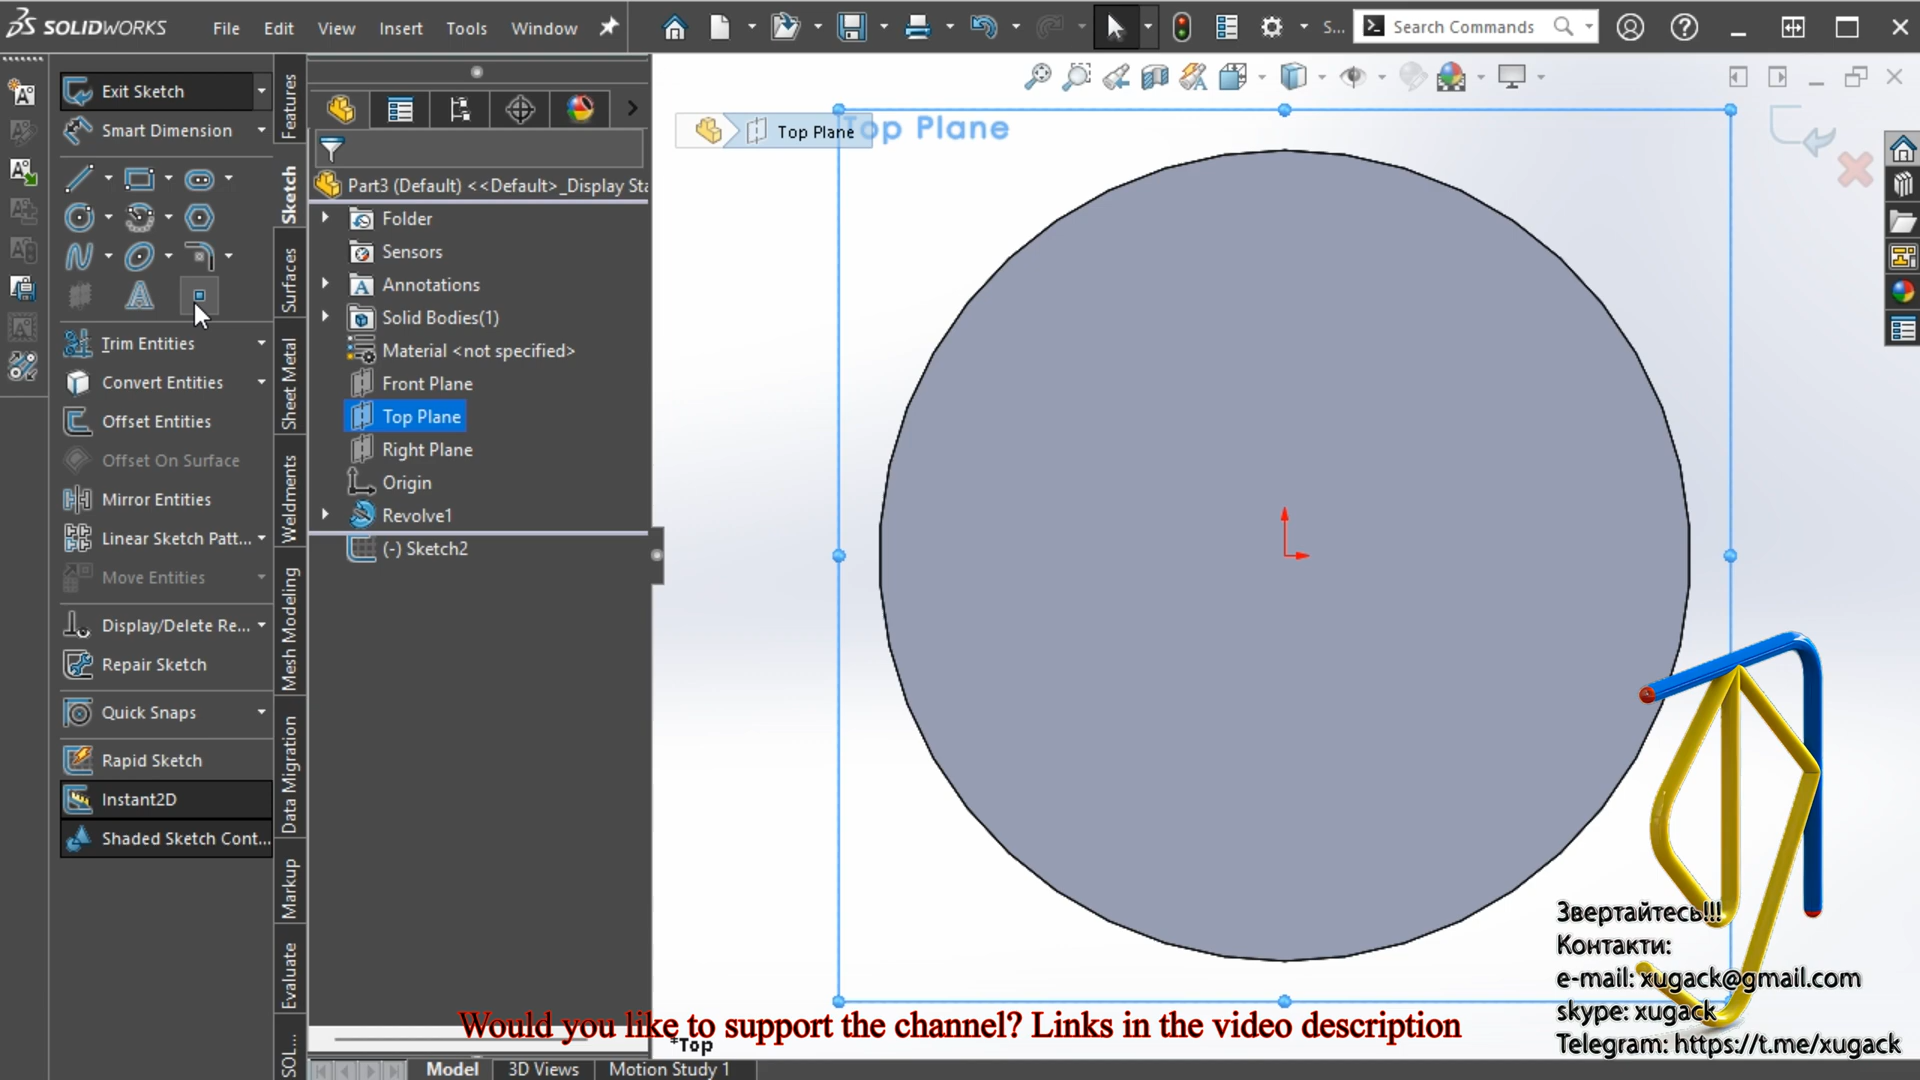 SOLIDWORKS
File Edit View Insert Tools Window
S...
Search Commands
Exit Sketch
Smart Dimension
Trim Entities
Convert Entities
Offset Entities
Offset On Surface
Mirror Entities
Linear Sketch Patt...
Move Entities
Display/Delete Re...
Repair Sketch
Quick Snaps
Rapid Sketch
Instant2D
Shaded Sketch Cont...
Features
Sketch
Surfaces
Sheet Metal
Weldments
Mesh Modeling
Data Migration
Markup
Evaluate
SOL...
Part3 (Default) <<Default>_Display Sta
Folder
Sensors
Annotations
Solid Bodies(1)
Material <not specified>
Front Plane
Top Plane
Right Plane
Origin
Revolve1
(-) Sketch2
Top Plane
Top Plane
Звертайтесь!!!
Контакти:
e-mail: xugack@gmail.com
skype: xugack
Telegram: https://t.me/xugack
Would you like to support the channel? Links in the video description
*Top
Model 3D Views Motion Study 1